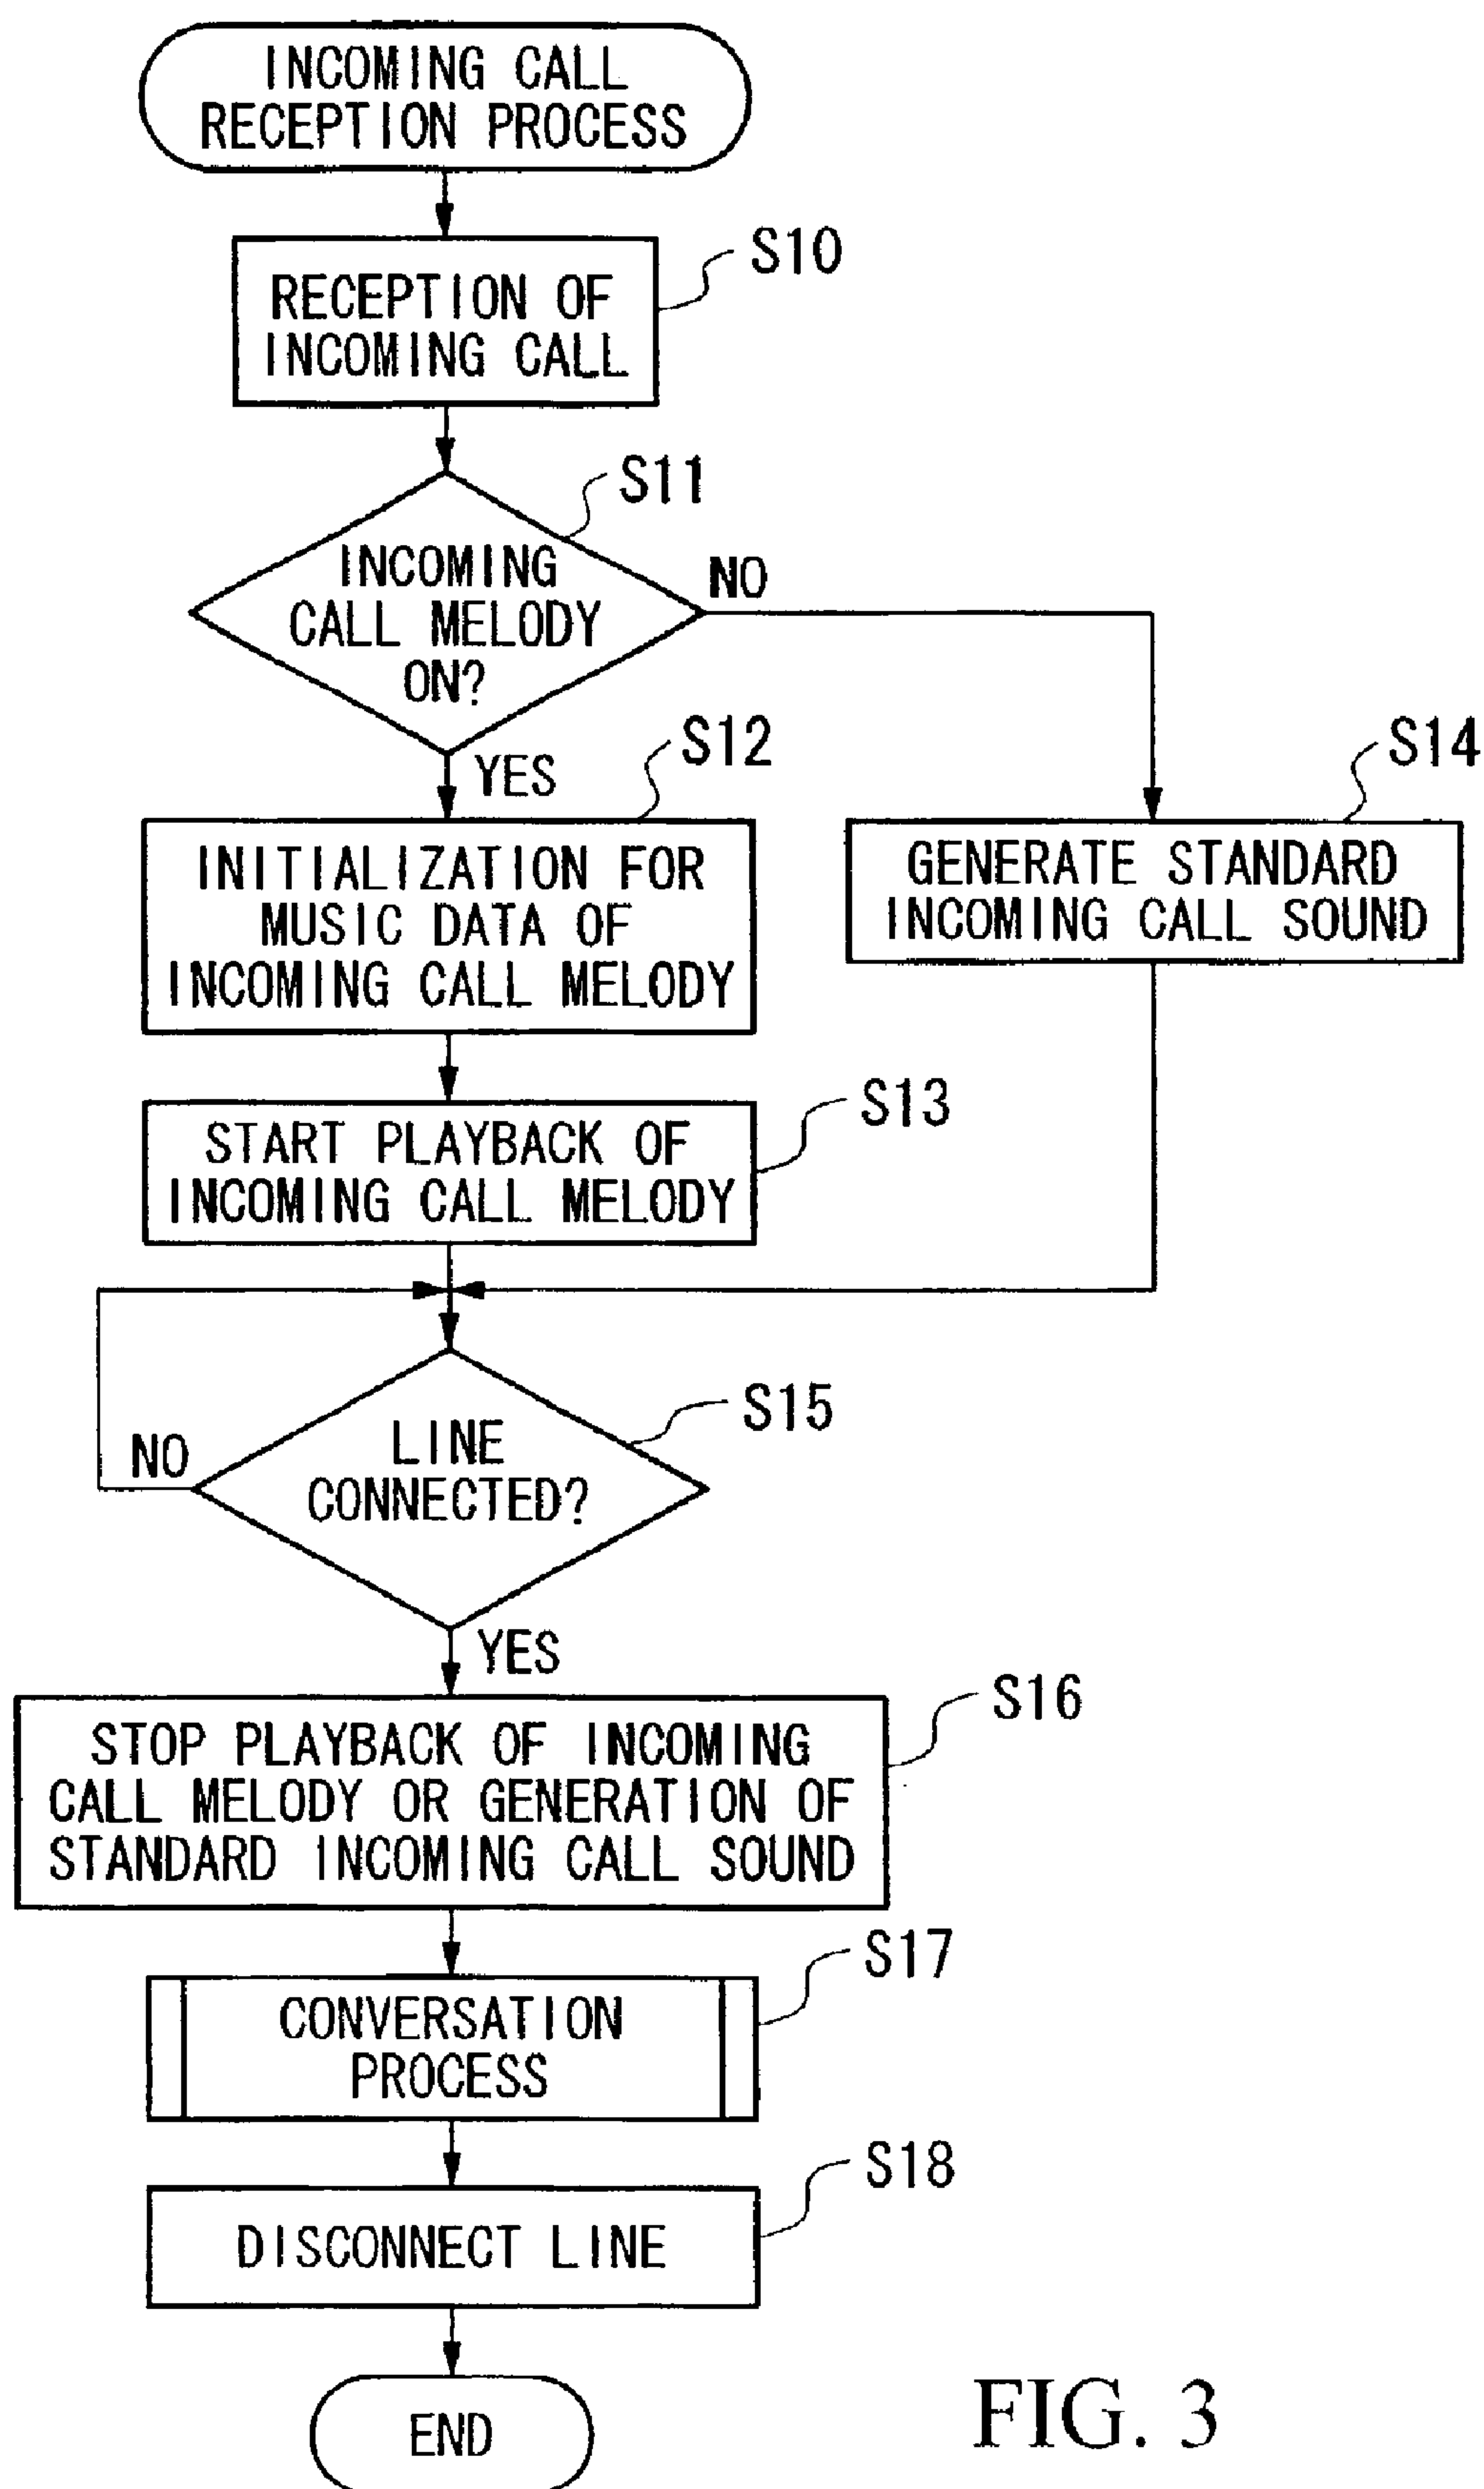 INCOMING CALL
RECEPTION PROCESS
S10
RECEPTION OF
INCOMING CALL
S11
INCOMING
CALL MELODY
ON?
NO
YES
S12
INITIALIZATION FOR
MUSIC DATA OF
INCOMING CALL MELODY
S14
GENERATE STANDARD
INCOMING CALL SOUND
S13
START PLAYBACK OF
INCOMING CALL MELODY
S15
LINE
CONNECTED?
NO
YES
S16
STOP PLAYBACK OF INCOMING
CALL MELODY OR GENERATION OF
STANDARD INCOMING CALL SOUND
S17
CONVERSATION
PROCESS
S18
DISCONNECT LINE
END
FIG. 3